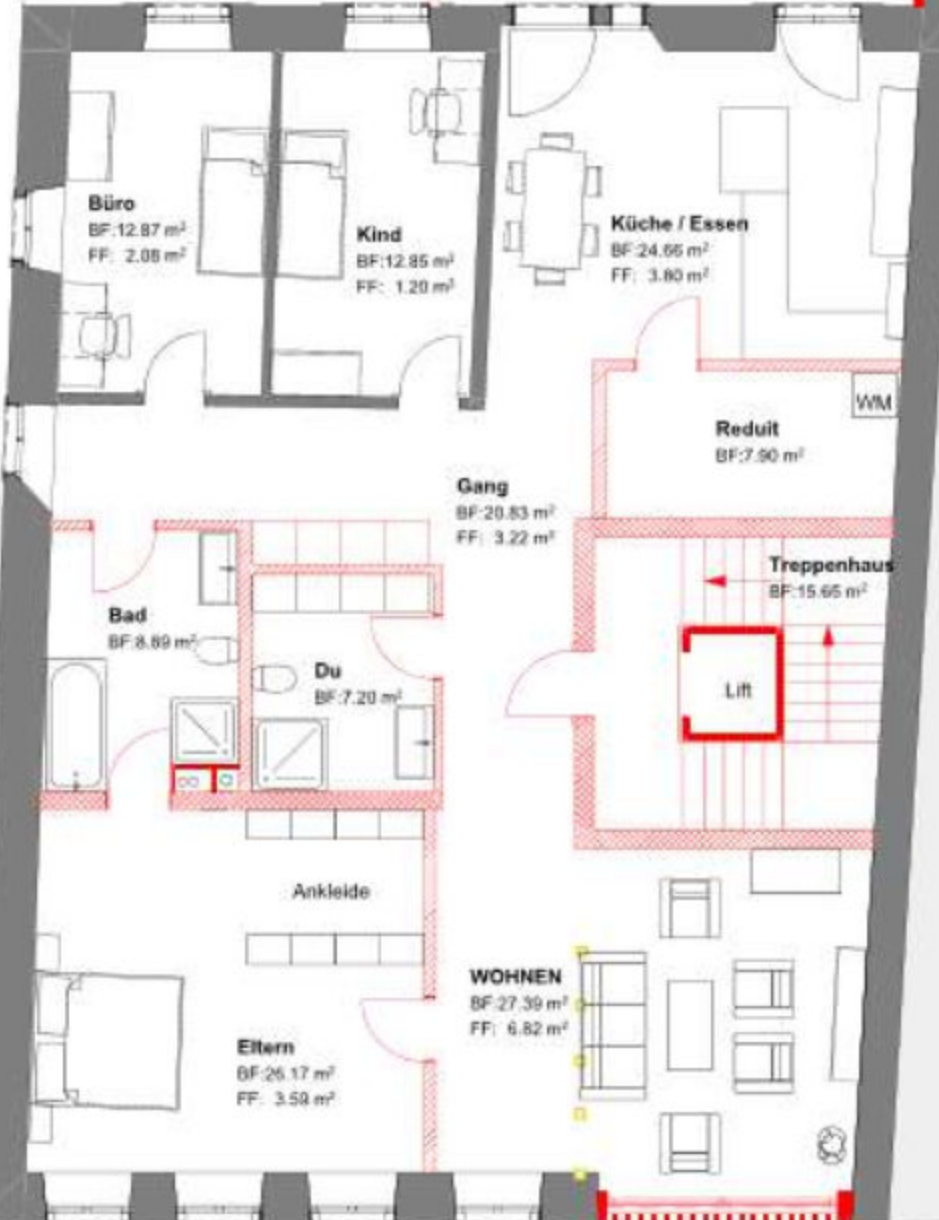 Büro
BF:12.87 m²
FF: 2.08 m²
Kind
BF:12.85 m²
FF: 1.20 m²
Küche / Essen
BF:24.66 m²
FF: 3.80 m²
WM
Reduit
BF:7.90 m²
Gang
BF:20.83 m²
FF: 3.22 m²
Treppenhaus
BF:15.65 m²
Bad
BF:8.89 m²
Du
BF:7.20 m²
Lift
Ankleide
WOHNEN
BF:27.39 m²
FF: 6.82 m²
Eltern
BF:26.17 m²
FF: 3.59 m²